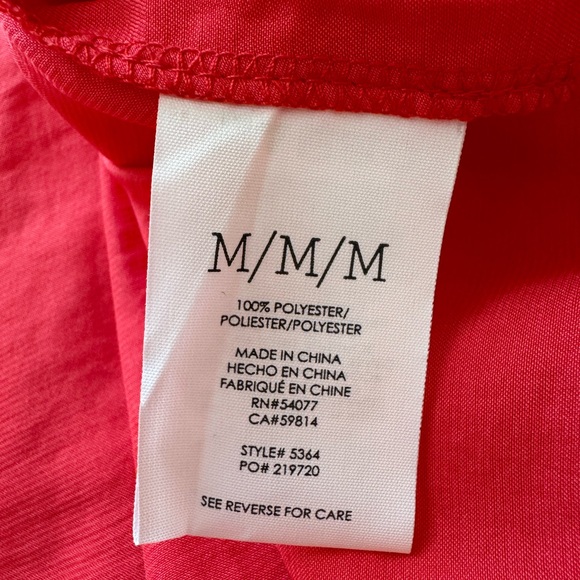 M/M/M
100% POLYESTER/
POLIESTER/POLYESTER
MADE IN CHINA
HECHO EN CHINA
FABRIQUÉ EN CHINE
RN#54077
CA#59814
STYLE# 5364
PO# 219720
SEE REVERSE FOR CARE